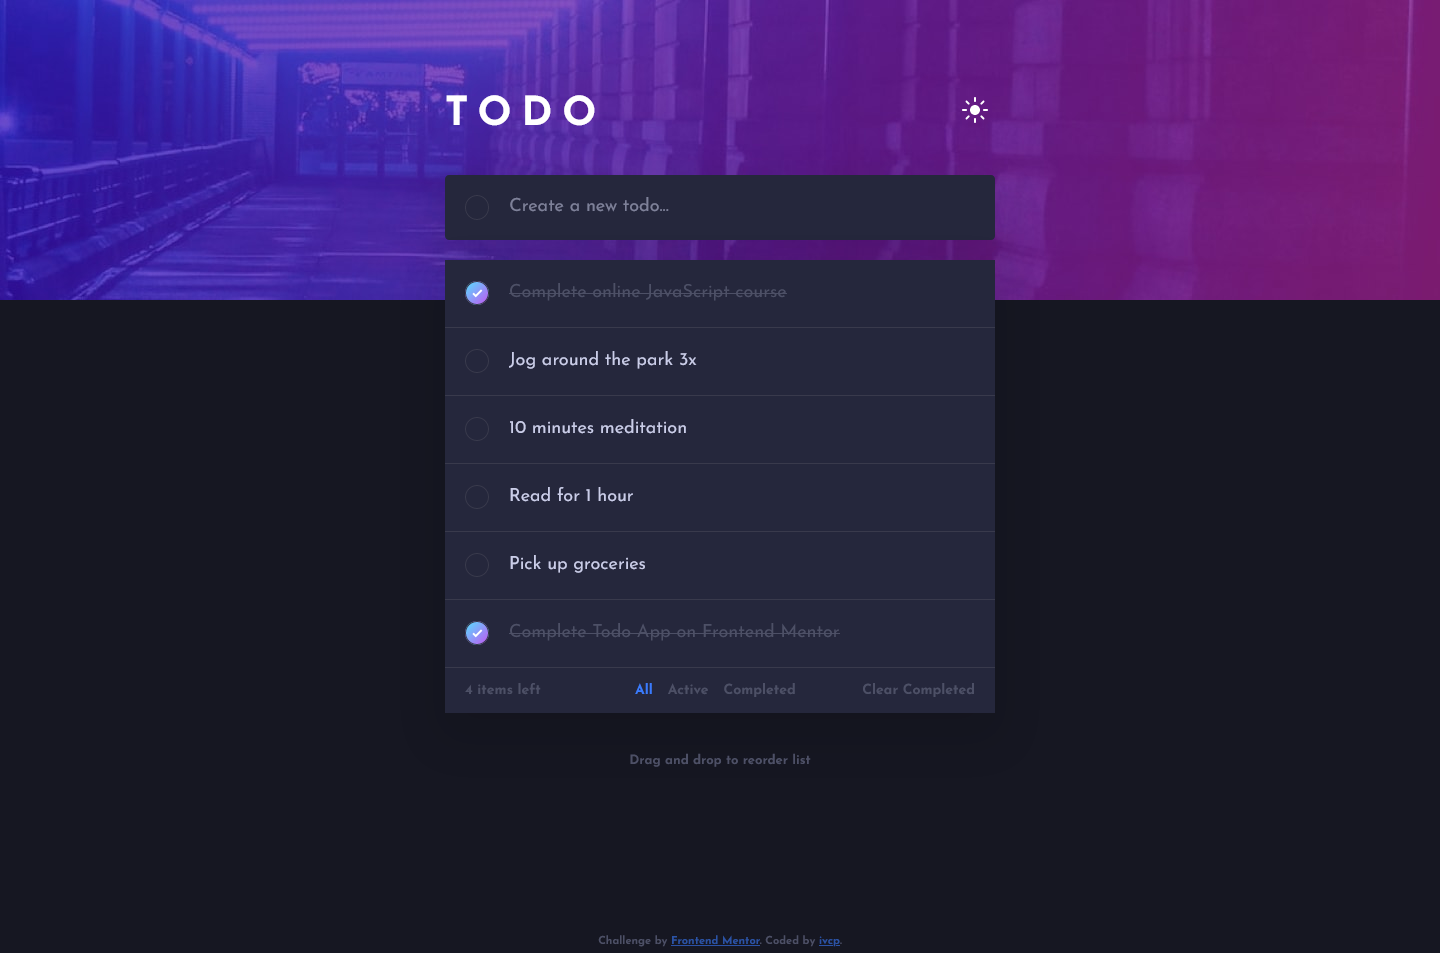 TODO
Create a new todo...
Complete online JavaScript course
Jog around the park 3x
10 minutes meditation
Read for 1 hour
Pick up groceries
Complete Todo App on Frontend Mentor
4 items left All Active Completed Clear Completed
Drag and drop to reorder list
Challenge by Frontend Mentor. Coded by ivcp.